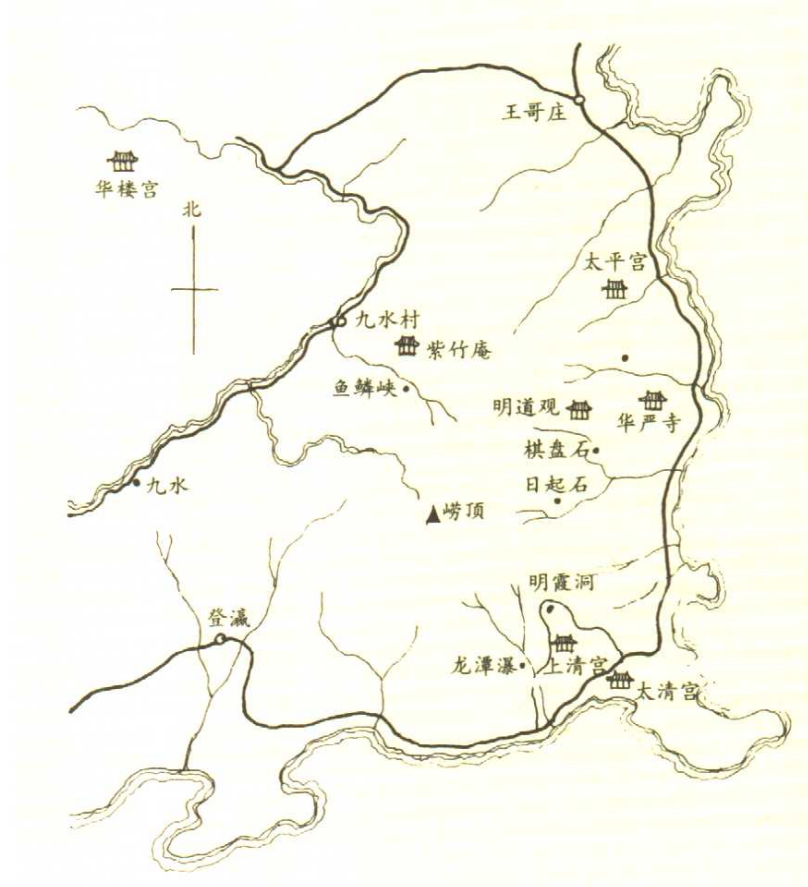 王哥庄
华楼宫
北
太平宫
九水村
紫竹庵
鱼鳞峡
明道观
华严寺
棋盘石
日起石
九水
崂顶
明霞洞
登瀛
龙潭瀑
上清宫
太清宫